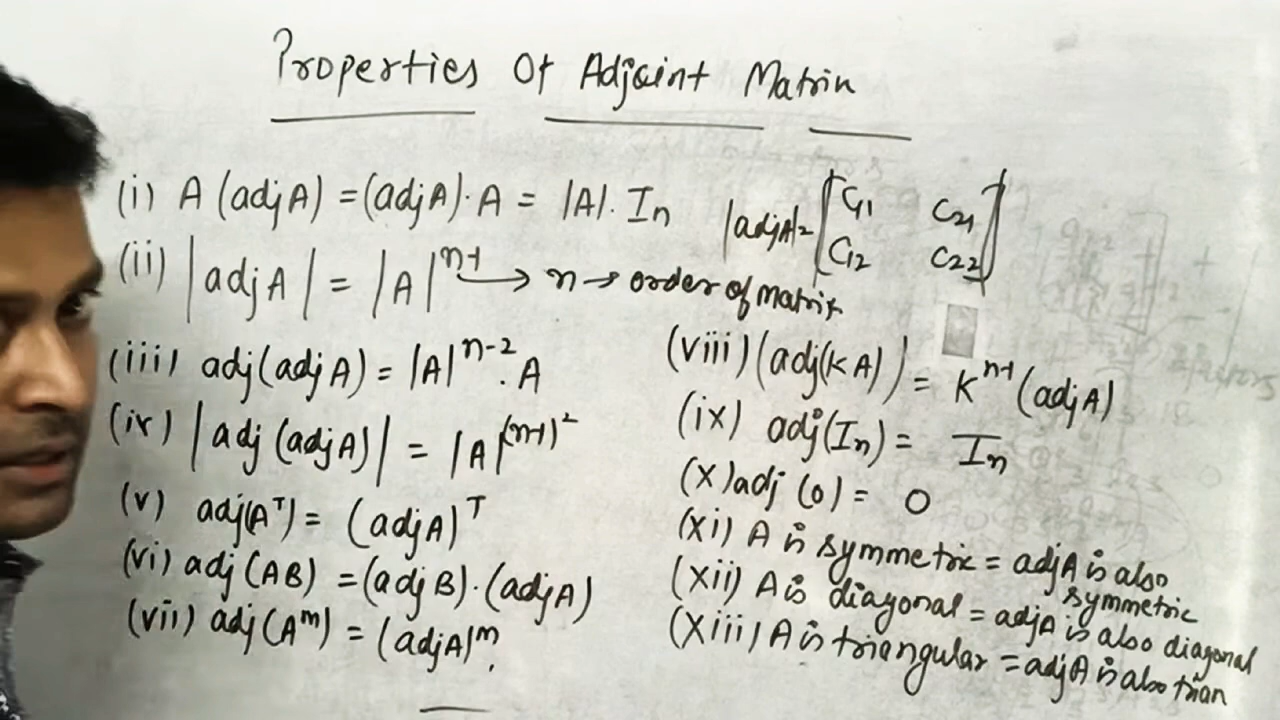 Properties Of Adjoint Matrix
(i) A (adj A) = (adj A) · A = |A| · In
|adjA| = [C11 C21
C12 C22]
(ii) |adj A| = |A|^n-1 → n → order of matrix
(iii) adj(adj A) = |A|^n-2 . A
(iv) |adj (adjA)| = |A|^(n-1)^2
(v) adj(A^T) = (adj A)^T
(vi) adj (AB) = (adj B) · (adj A)
(vii) adj (A^m) = (adj A)^m.
(viii) (adj(KA)) = K^n-1 (adj A)
(ix) adj(In) = In
(x) adj (0) = 0
(xi) A is symmetric = adj A is also
symmetric
(xii) A is diagonal = adj A is also diagonal
(xiii) A is triangular = adj A is also trian